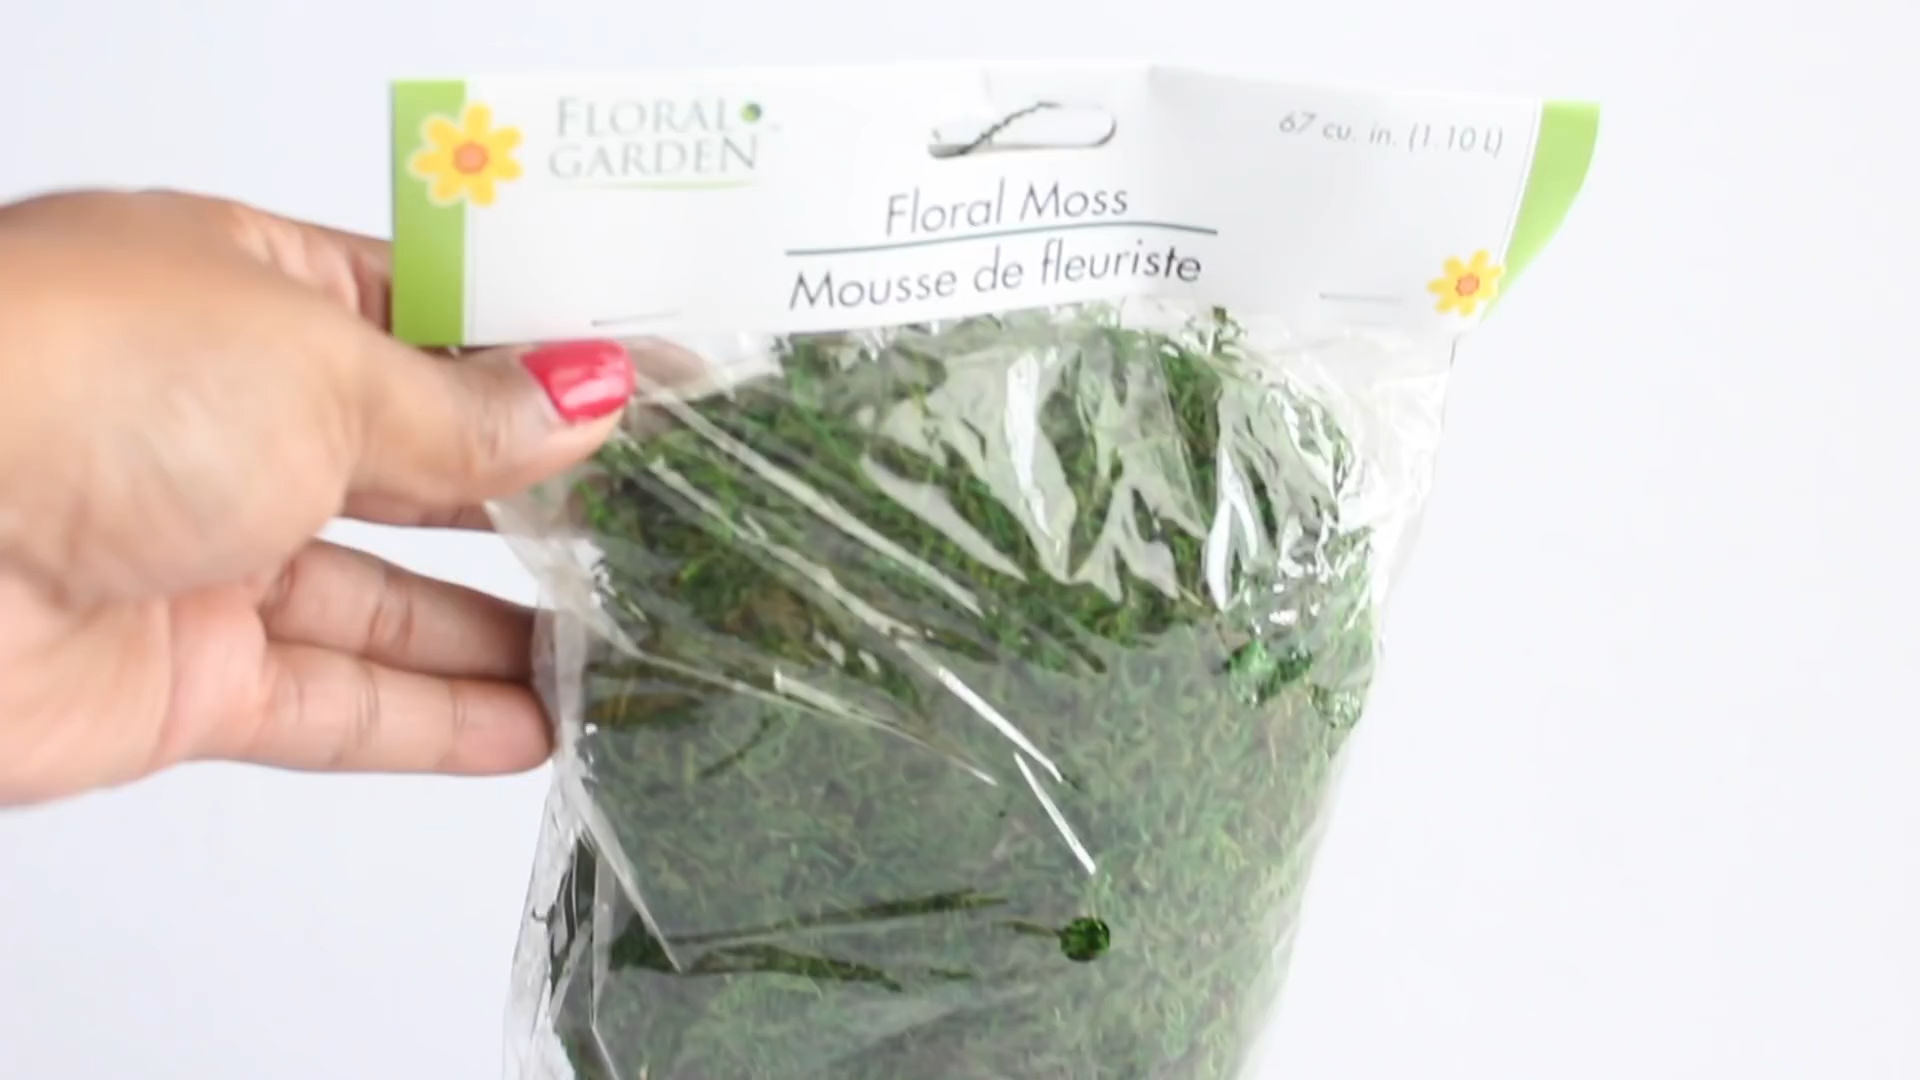 FLORAL
GARDEN
67 cu. in. (1.10 L)
Floral Moss
Mousse de fleuriste